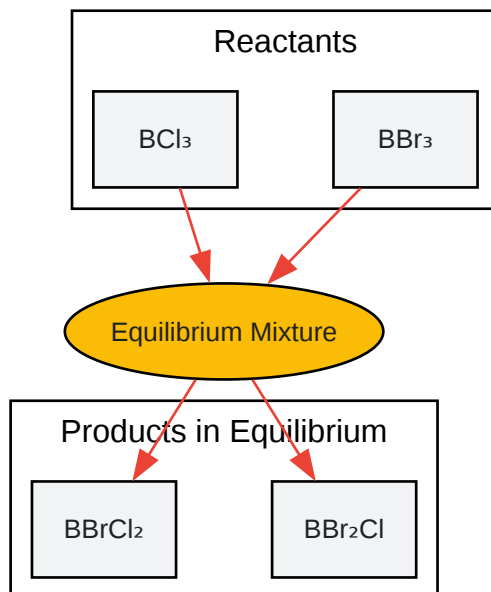 Reactants
BCl₃
BBr₃
Equilibrium Mixture
Products in Equilibrium
BBrCl₂
BBr₂Cl